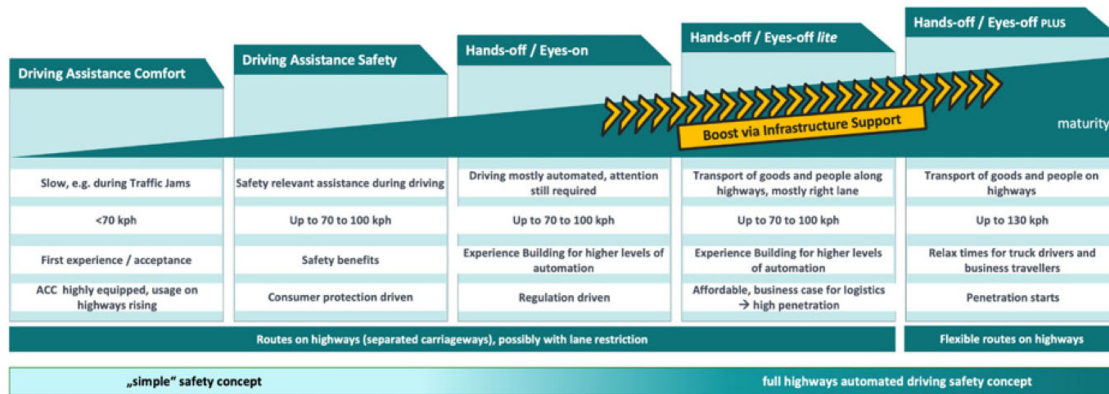 Driving Assistance Comfort
Driving Assistance Safety
Hands-off / Eyes-on
Hands-off / Eyes-off lite
Hands-off / Eyes-off PLUS
Boost via Infrastructure Support
maturity
Slow, e.g. during Traffic Jams
Safety relevant assistance during driving
Driving mostly automated, attention
still required
Transport of goods and people along
highways, mostly right lane
Transport of goods and people on
highways
<70 kph
Up to 70 to 100 kph
Up to 70 to 100 kph
Up to 70 to 100 kph
Up to 130 kph
First experience / acceptance
Safety benefits
Experience Building for higher levels of
automation
Experience Building for higher levels
of automation
Relax times for truck drivers and
business travellers
ACC highly equipped, usage on
highways rising
Consumer protection driven
Regulation driven
Affordable, business case for logistics
→ high penetration
Penetration starts
Routes on highways (separated carriageways), possibly with lane restriction
Flexible routes on highways
„simple“ safety concept
full highways automated driving safety concept